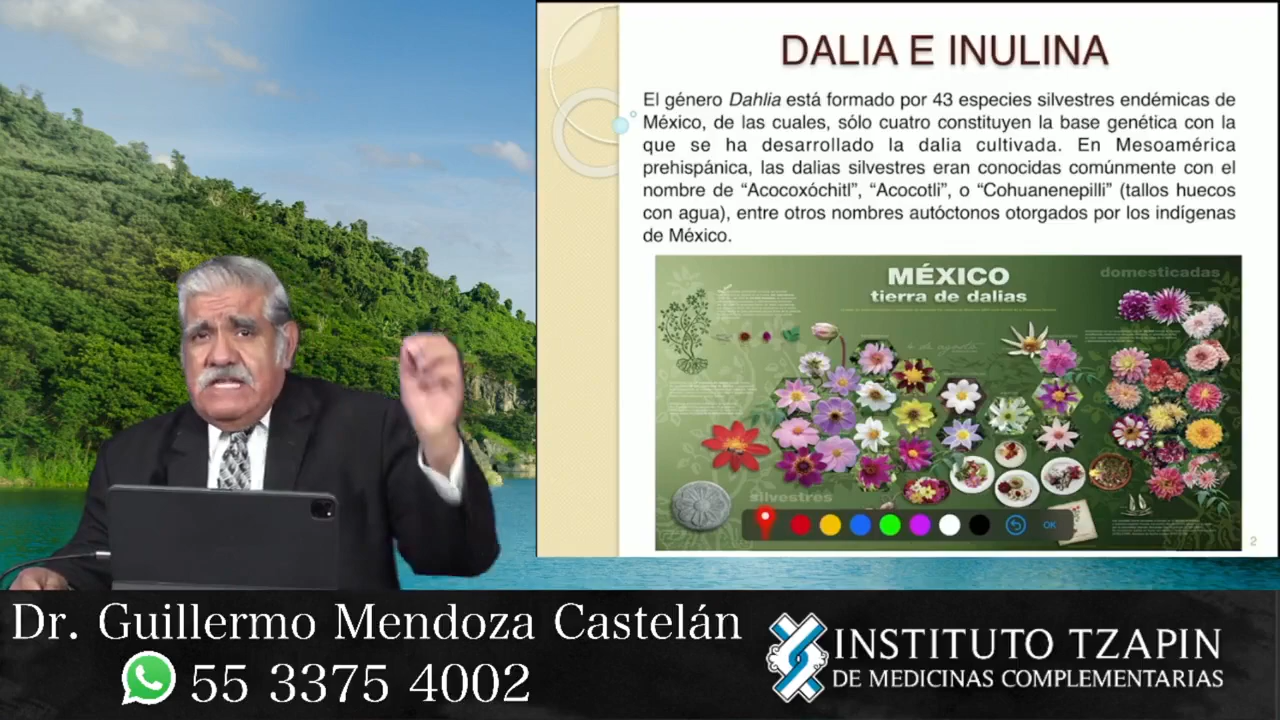 DALIA E INULINA
El género Dahlia está formado por 43 especies silvestres endémicas de
México, de las cuales, sólo cuatro constituyen la base genética con la
que se ha desarrollado la dalia cultivada. En Mesoamérica
prehispánica, las dalias silvestres eran conocidas comúnmente con el
nombre de “Acocoxóchitl”, “Acocotli”, o “Cohuanenepilli” (tallos huecos
con agua), entre otros nombres autóctonos otorgados por los indígenas
de México.
MÉXICO
tierra de dalias
domesticadas
silvestres
OK
2
Dr. Guillermo Mendoza Castelán
55 3375 4002
INSTITUTO TZAPIN
DE MEDICINAS COMPLEMENTARIAS